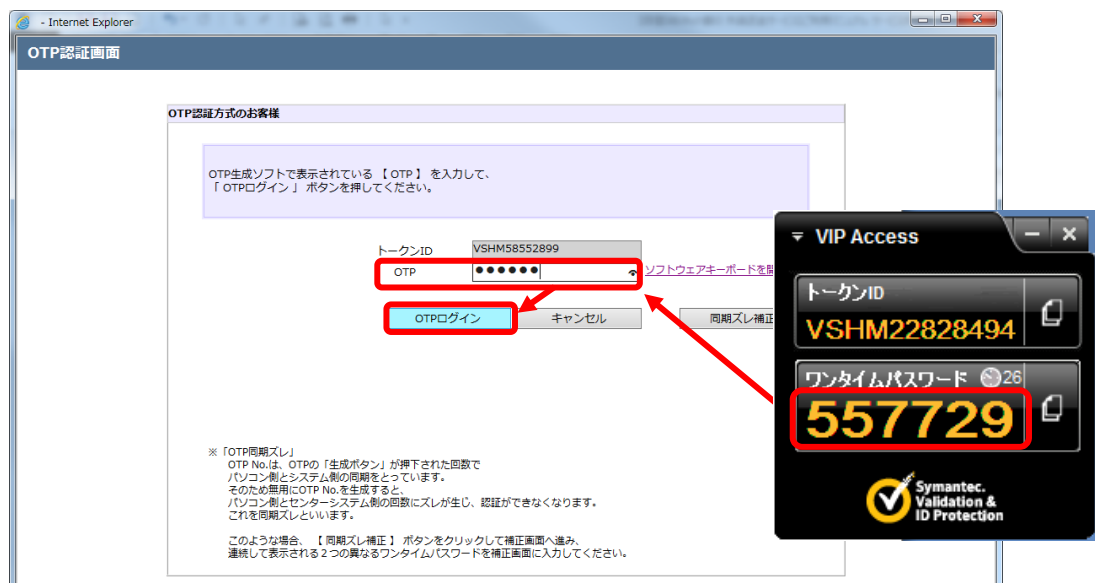 - Internet Explorer
OTP認証画面
OTP認証方式のお客様
OTP生成ソフトで表示されている 【 OTP 】 を入力して、
「 OTPログイン 」 ボタンを押してください。
トークンID VSHM58552899
OTP ●●●●●● ソフトウェアキーボードを開
OTPログイン キャンセル 同期ズレ補正
※「OTP同期ズレ」
OTP No.は、OTPの「生成ボタン」が押下された回数で
パソコン側とシステム側の同期をとっています。
そのため無用にOTP No.を生成すると、
パソコン側とセンターシステム側の回数にズレが生じ、認証ができなくなります。
これを同期ズレといいます。
このような場合、 【 同期ズレ補正 】 ボタンをクリックして補正画面へ進み、
連続して表示される２つの異なるワンタイムパスワードを補正画面に入力してください。
VIP Access
トークンID
VSHM22828494
ワンタイムパスワード 26
557729
Symantec.
Validation &
ID Protection